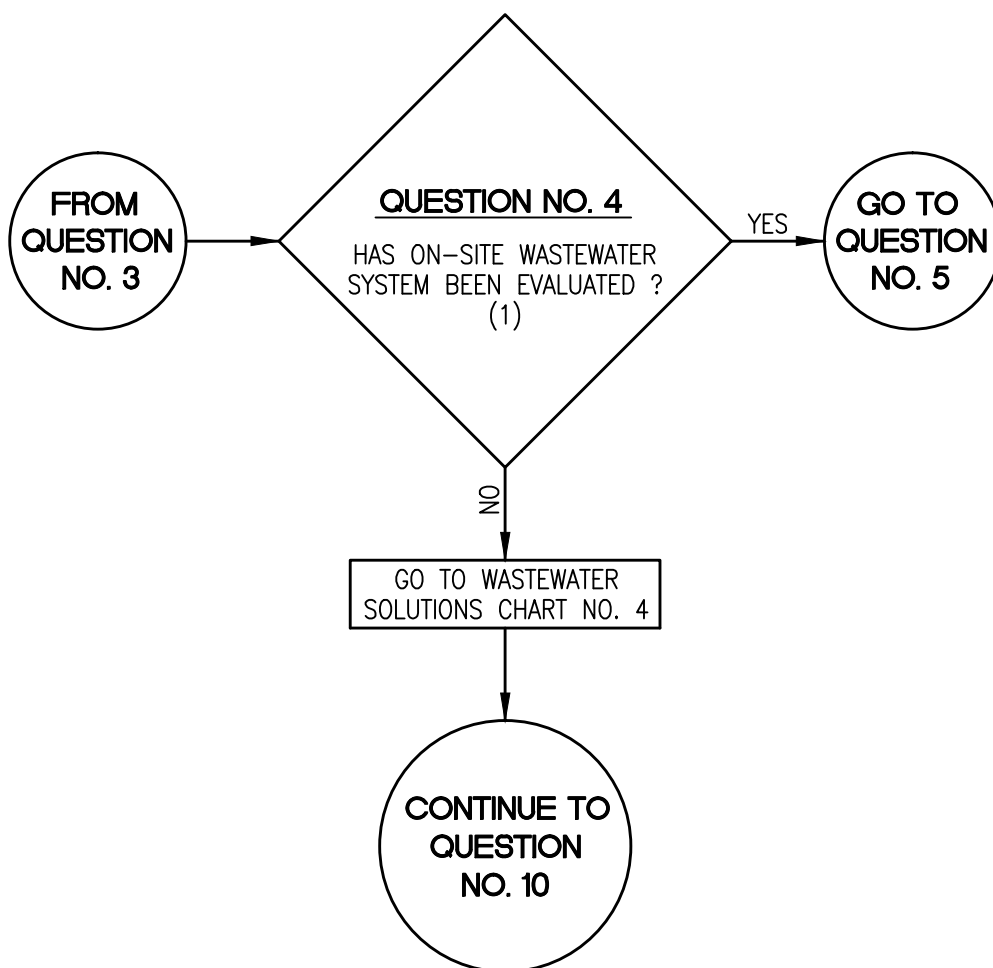 FROM
QUESTION
NO. 3
QUESTION NO. 4
HAS ON-SITE WASTEWATER
SYSTEM BEEN EVALUATED ?
(1)
YES
GO TO
QUESTION
NO. 5
NO
GO TO WASTEWATER
SOLUTIONS CHART NO. 4
CONTINUE TO
QUESTION
NO. 10